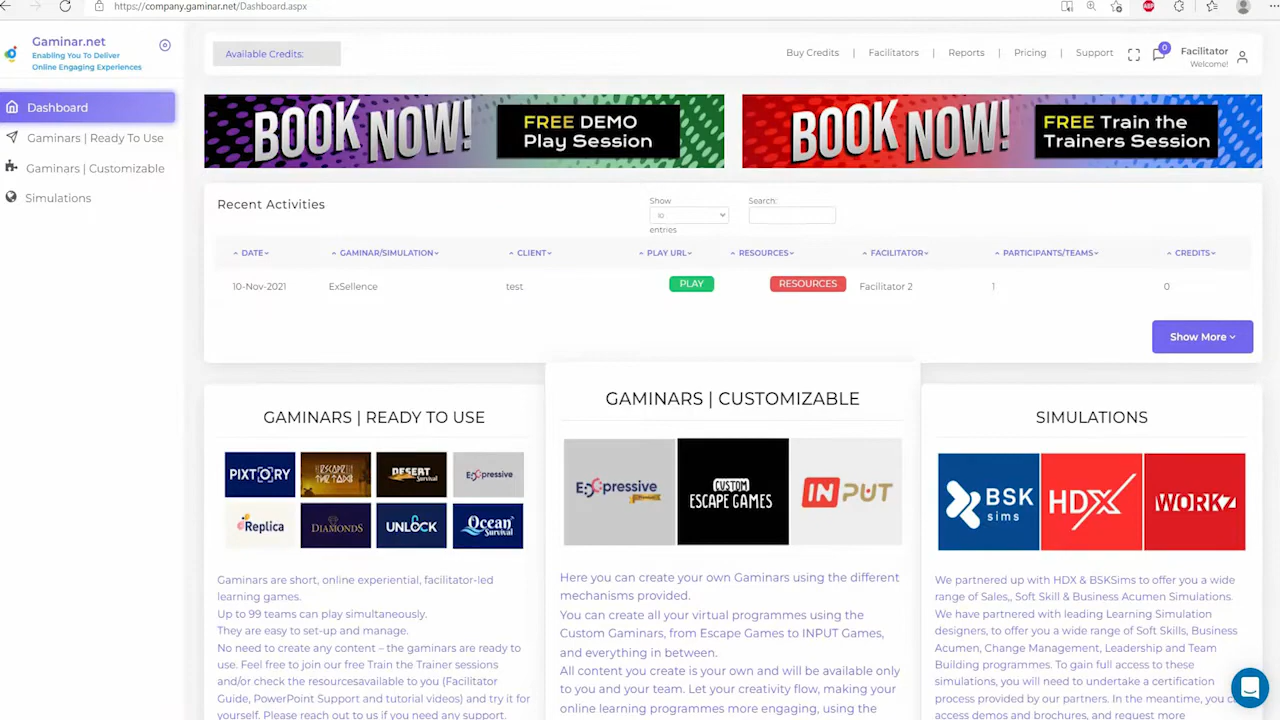 https://company.gaminar.net/Dashboard.aspx
Gaminar.net
Enabling You To Deliver
Online Engaging Experiences
Available Credits:
Buy Credits | Facilitators | Reports | Pricing | Support
0
Facilitator
Welcome!
Dashboard
Gaminars | Ready To Use
Gaminars | Customizable
Simulations
BOOK NOW!
FREE DEMO
Play Session
BOOK NOW!
FREE Train the
Trainers Session
Recent Activities
Show
10
entries
Search:
DATE GAMINAR/SIMULATION CLIENT PLAY URL RESOURCES FACILITATOR PARTICIPANTS/TEAMS CREDITS
10-Nov-2021 ExSellence test PLAY RESOURCES Facilitator 2 1 0
Show More
GAMINARS | READY TO USE
PIXTORY
ESCAPE THE TAXI
DESERT
Survival
Expressive
Replica
DIAMONDS
UNLOCK
Ocean
Survival
Gaminars are short, online experiential, facilitator-led
learning games.
Up to 99 teams can play simultaneously.
They are easy to set-up and manage.
No need to create any content – the gaminars are ready to
use. Feel free to join our free Train the Trainer sessions
and/or check the resourcesavailable to you (Facilitator
Guide, PowerPoint Support and tutorial videos) and try it for
yourself. Please reach out to us if you need any support.
GAMINARS | CUSTOMIZABLE
Expressive
CUSTOM
ESCAPE GAMES
INPUT
Here you can create your own Gaminars using the different
mechanisms provided.
You can create all your virtual programmes using the
Custom Gaminars, from Escape Games to INPUT Games,
and everything in between.
All content you create is your own and will be available only
to you and your team. Let your creativity flow, making your
online learning programmes more engaging, using the
SIMULATIONS
BSK
sims
HDX
WORKZ
We partnered up with HDX & BSKSims to offer you a wide
range of Sales,, Soft Skill & Business Acumen Simulations.
We have partnered with leading Learning Simulation
designers, to offer you a wide range of Soft Skills, Business
Acumen, Change Management, Leadership and Team
Building programmes. To gain full access to these
simulations, you will need to undertake a certification
process provided by our partners. In the meantime, you
access demos and brochures, and request more